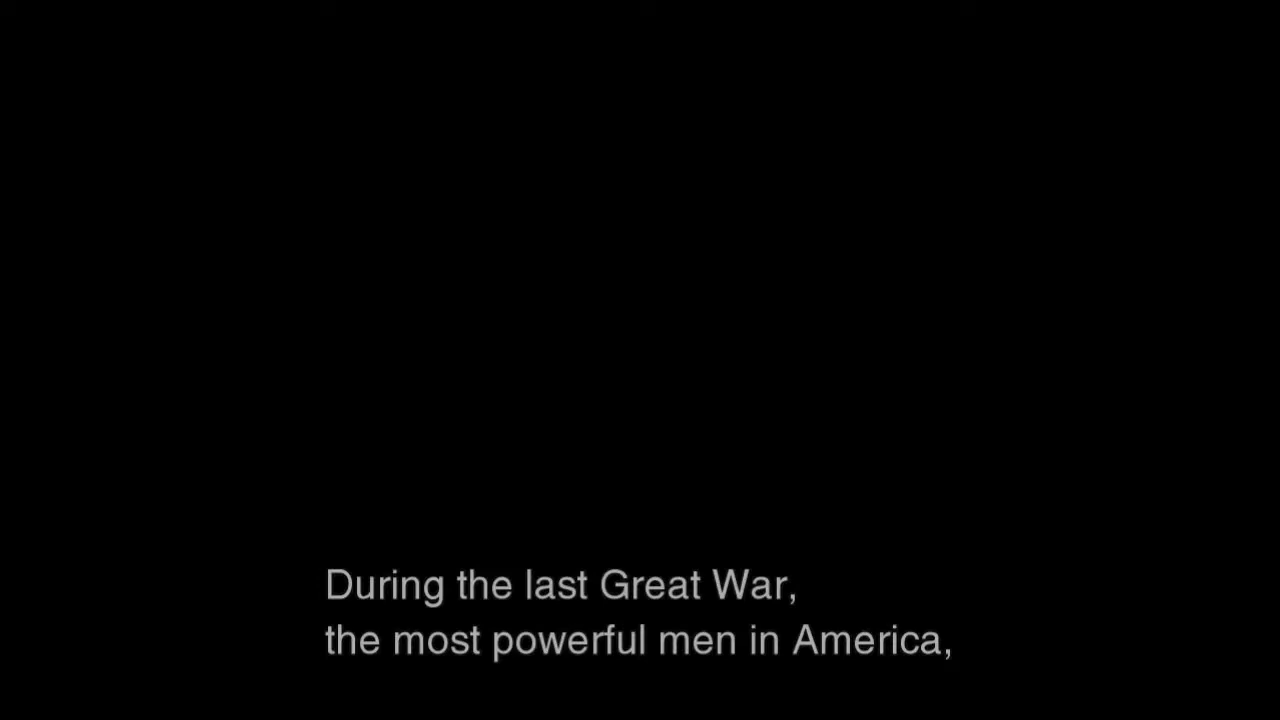 During the last Great War,
the most powerful men in America,